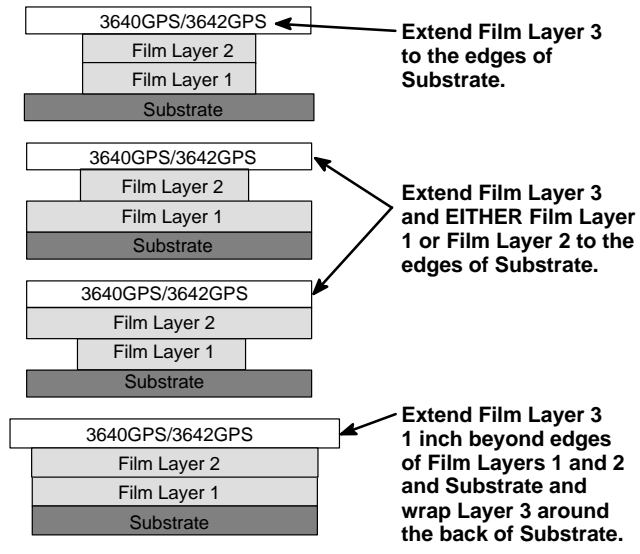 3640GPS/3642GPS
Film Layer 2
Film Layer 1
Substrate
Extend Film Layer 3
to the edges of
Substrate.
3640GPS/3642GPS
Film Layer 2
Film Layer 1
Substrate
Extend Film Layer 3
and EITHER Film Layer
1 or Film Layer 2 to the
edges of Substrate.
3640GPS/3642GPS
Film Layer 2
Film Layer 1
Substrate
3640GPS/3642GPS
Film Layer 2
Film Layer 1
Substrate
Extend Film Layer 3
1 inch beyond edges
of Film Layers 1 and 2
and Substrate and
wrap Layer 3 around
the back of Substrate.